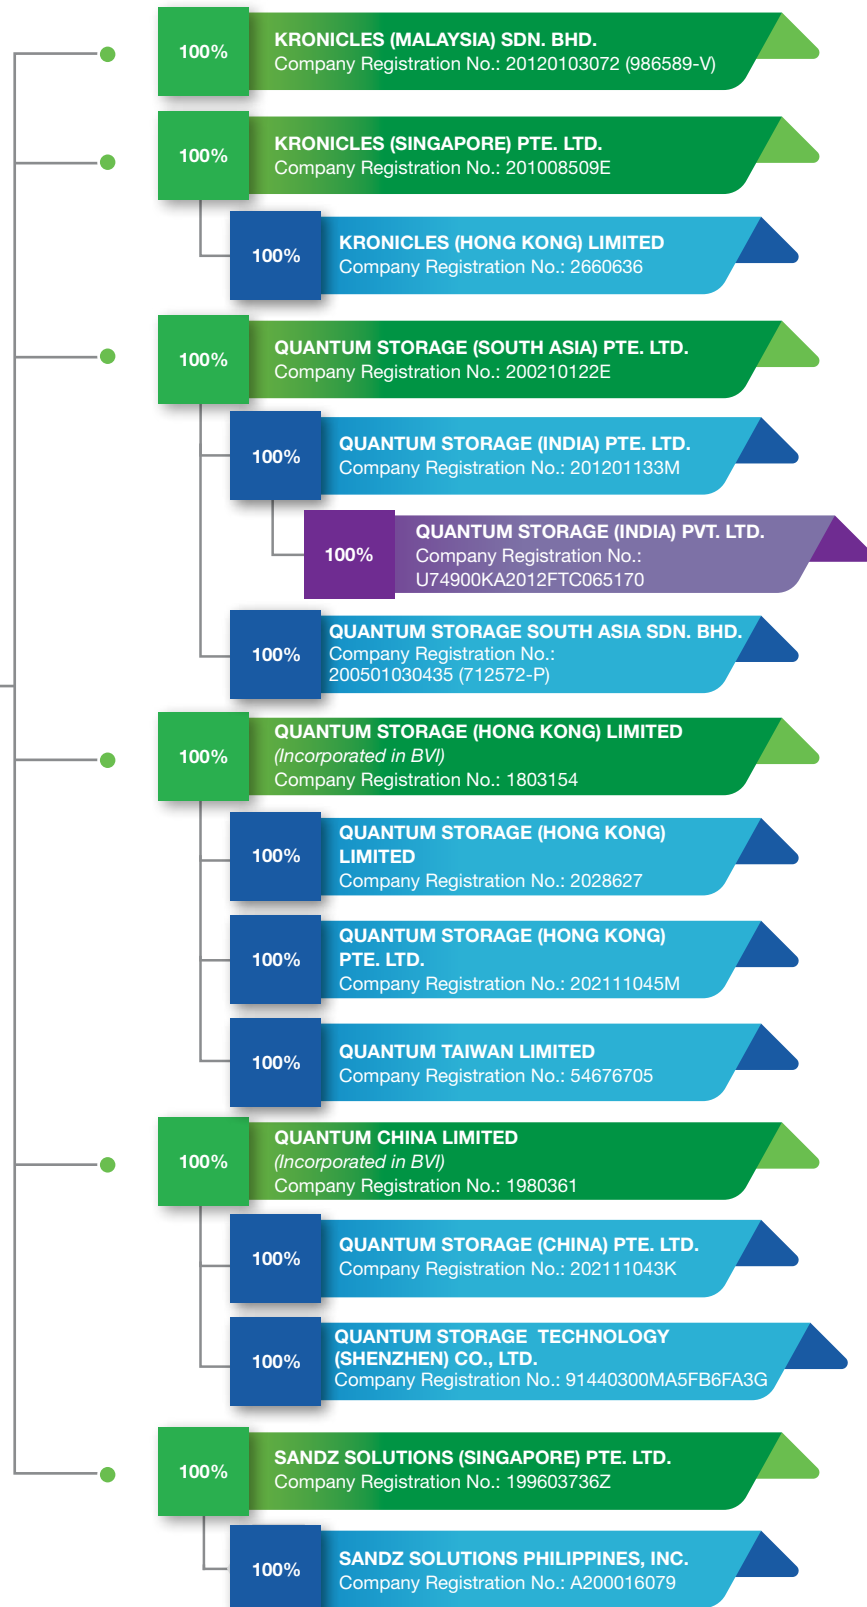 100%
KRONICLES (MALAYSIA) SDN. BHD.
Company Registration No.: 20120103072 (986589-V)
100%
KRONICLES (SINGAPORE) PTE. LTD.
Company Registration No.: 201008509E
100%
KRONICLES (HONG KONG) LIMITED
Company Registration No.: 2660636
100%
QUANTUM STORAGE (SOUTH ASIA) PTE. LTD.
Company Registration No.: 200210122E
100%
QUANTUM STORAGE (INDIA) PTE. LTD.
Company Registration No.: 201201133M
100%
QUANTUM STORAGE (INDIA) PVT. LTD.
Company Registration No.:
U74900KA2012FTC065170
100%
QUANTUM STORAGE SOUTH ASIA SDN. BHD.
Company Registration No.:
200501030435 (712572-P)
100%
QUANTUM STORAGE (HONG KONG) LIMITED
(Incorporated in BVI)
Company Registration No.: 1803154
100%
QUANTUM STORAGE (HONG KONG)
LIMITED
Company Registration No.: 2028627
100%
QUANTUM STORAGE (HONG KONG)
PTE. LTD.
Company Registration No.: 202111045M
100%
QUANTUM TAIWAN LIMITED
Company Registration No.: 54676705
100%
QUANTUM CHINA LIMITED
(Incorporated in BVI)
Company Registration No.: 1980361
100%
QUANTUM STORAGE (CHINA) PTE. LTD.
Company Registration No.: 202111043K
100%
QUANTUM STORAGE  TECHNOLOGY
(SHENZHEN) CO., LTD.
Company Registration No.: 91440300MA5FB6FA3G
100%
SANDZ SOLUTIONS (SINGAPORE) PTE. LTD.
Company Registration No.: 199603736Z
100%
SANDZ SOLUTIONS PHILIPPINES, INC.
Company Registration No.: A200016079